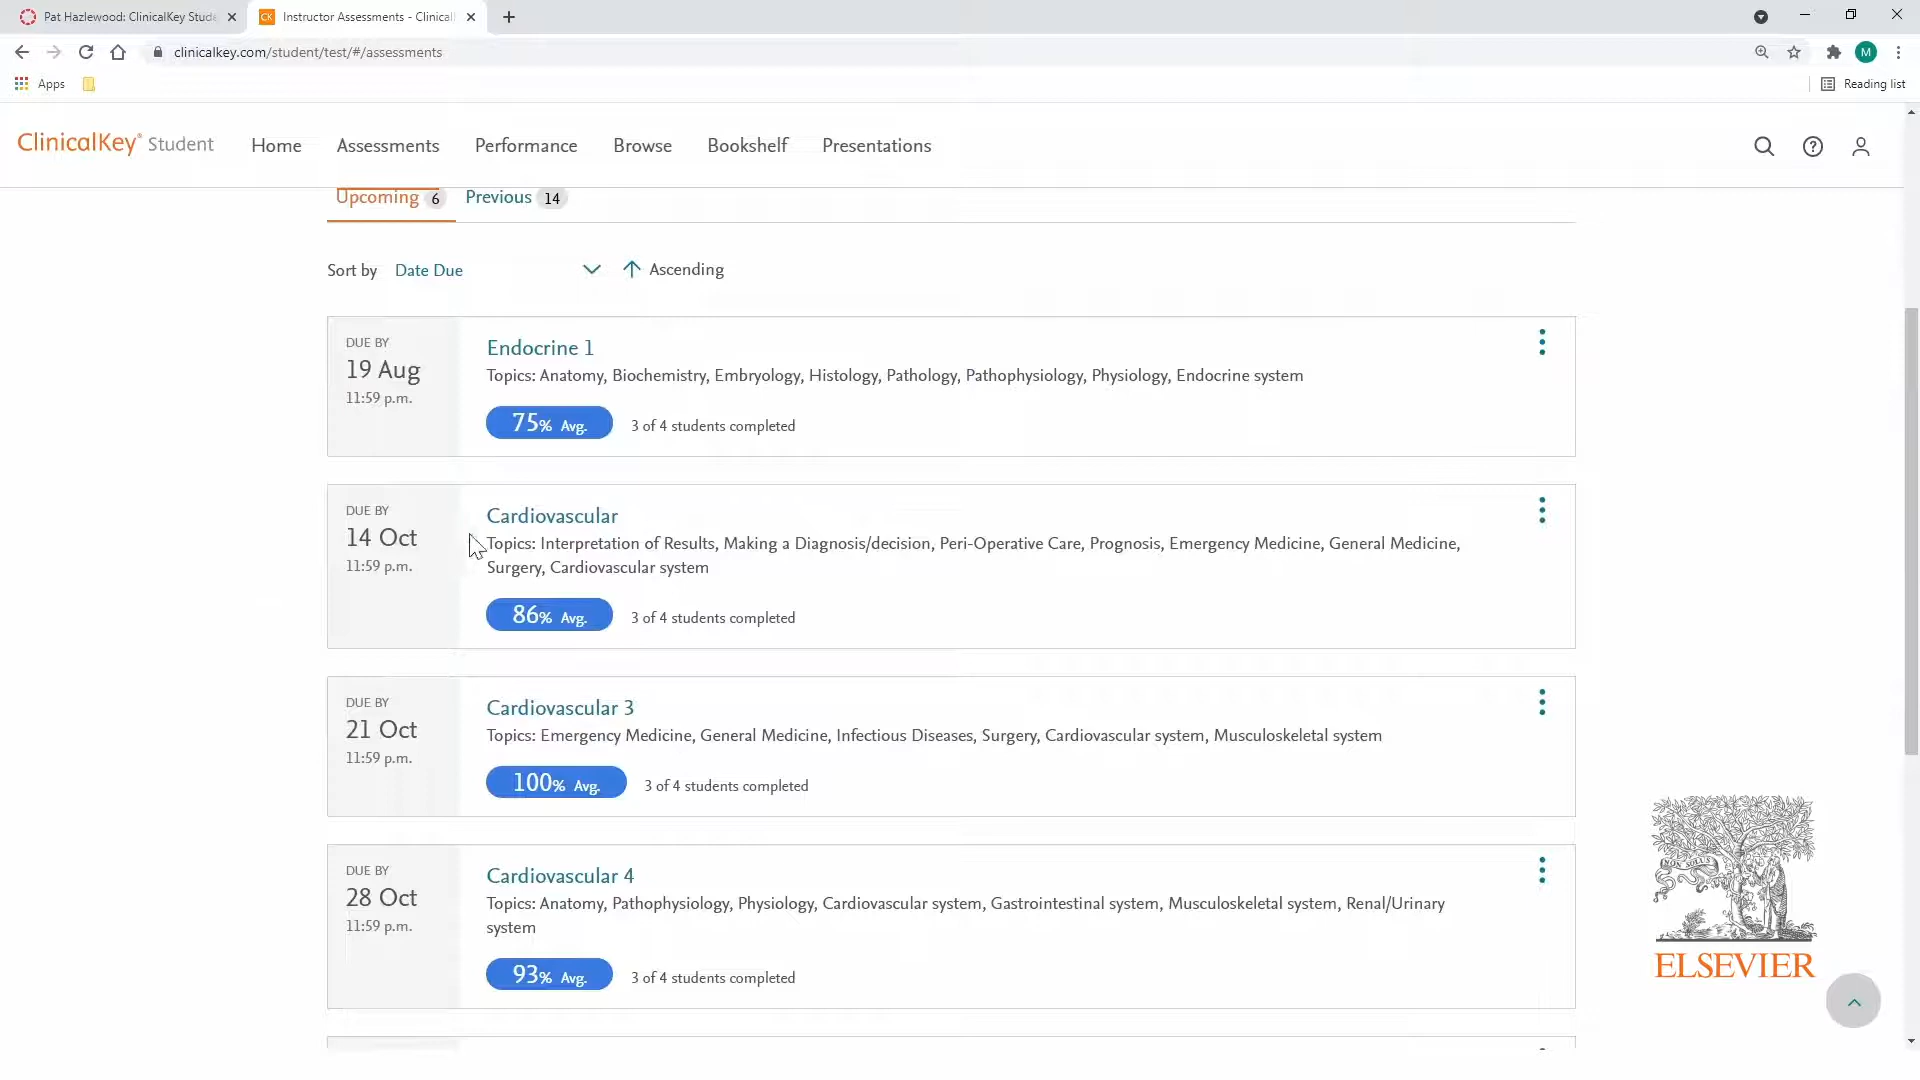 Pat Hazlewood: ClinicalKey Stude
Instructor Assessments - Clinical
clinicalkey.com/student/test/#/assessments
M
Apps
Reading list
ClinicalKey® Student
Home
Assessments
Performance
Browse
Bookshelf
Presentations
Upcoming 6
Previous 14
Sort by Date Due
Ascending
DUE BY
19 Aug
11:59 p.m.
Endocrine 1
Topics: Anatomy, Biochemistry, Embryology, Histology, Pathology, Pathophysiology, Physiology, Endocrine system
75% Avg.
3 of 4 students completed
DUE BY
14 Oct
11:59 p.m.
Cardiovascular
Topics: Interpretation of Results, Making a Diagnosis/decision, Peri-Operative Care, Prognosis, Emergency Medicine, General Medicine,
Surgery, Cardiovascular system
86% Avg.
3 of 4 students completed
DUE BY
21 Oct
11:59 p.m.
Cardiovascular 3
Topics: Emergency Medicine, General Medicine, Infectious Diseases, Surgery, Cardiovascular system, Musculoskeletal system
100% Avg.
3 of 4 students completed
DUE BY
28 Oct
11:59 p.m.
Cardiovascular 4
Topics: Anatomy, Pathophysiology, Physiology, Cardiovascular system, Gastrointestinal system, Musculoskeletal system, Renal/Urinary
system
93% Avg.
3 of 4 students completed
NON SOLUS
ELSEVIER